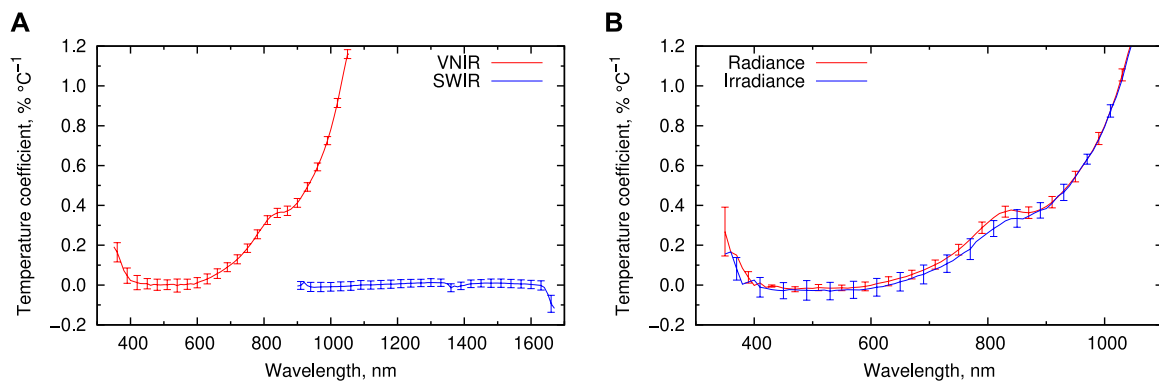 A
Temperature coefficient, % °C⁻¹
1.2
1.0
0.8
0.6
0.4
0.2
0.0
−0.2
VNIR
SWIR
400 600 800 1000 1200 1400 1600
Wavelength, nm
B
Temperature coefficient, % °C⁻¹
1.2
1.0
0.8
0.6
0.4
0.2
0.0
−0.2
Radiance
Irradiance
400 600 800 1000
Wavelength, nm